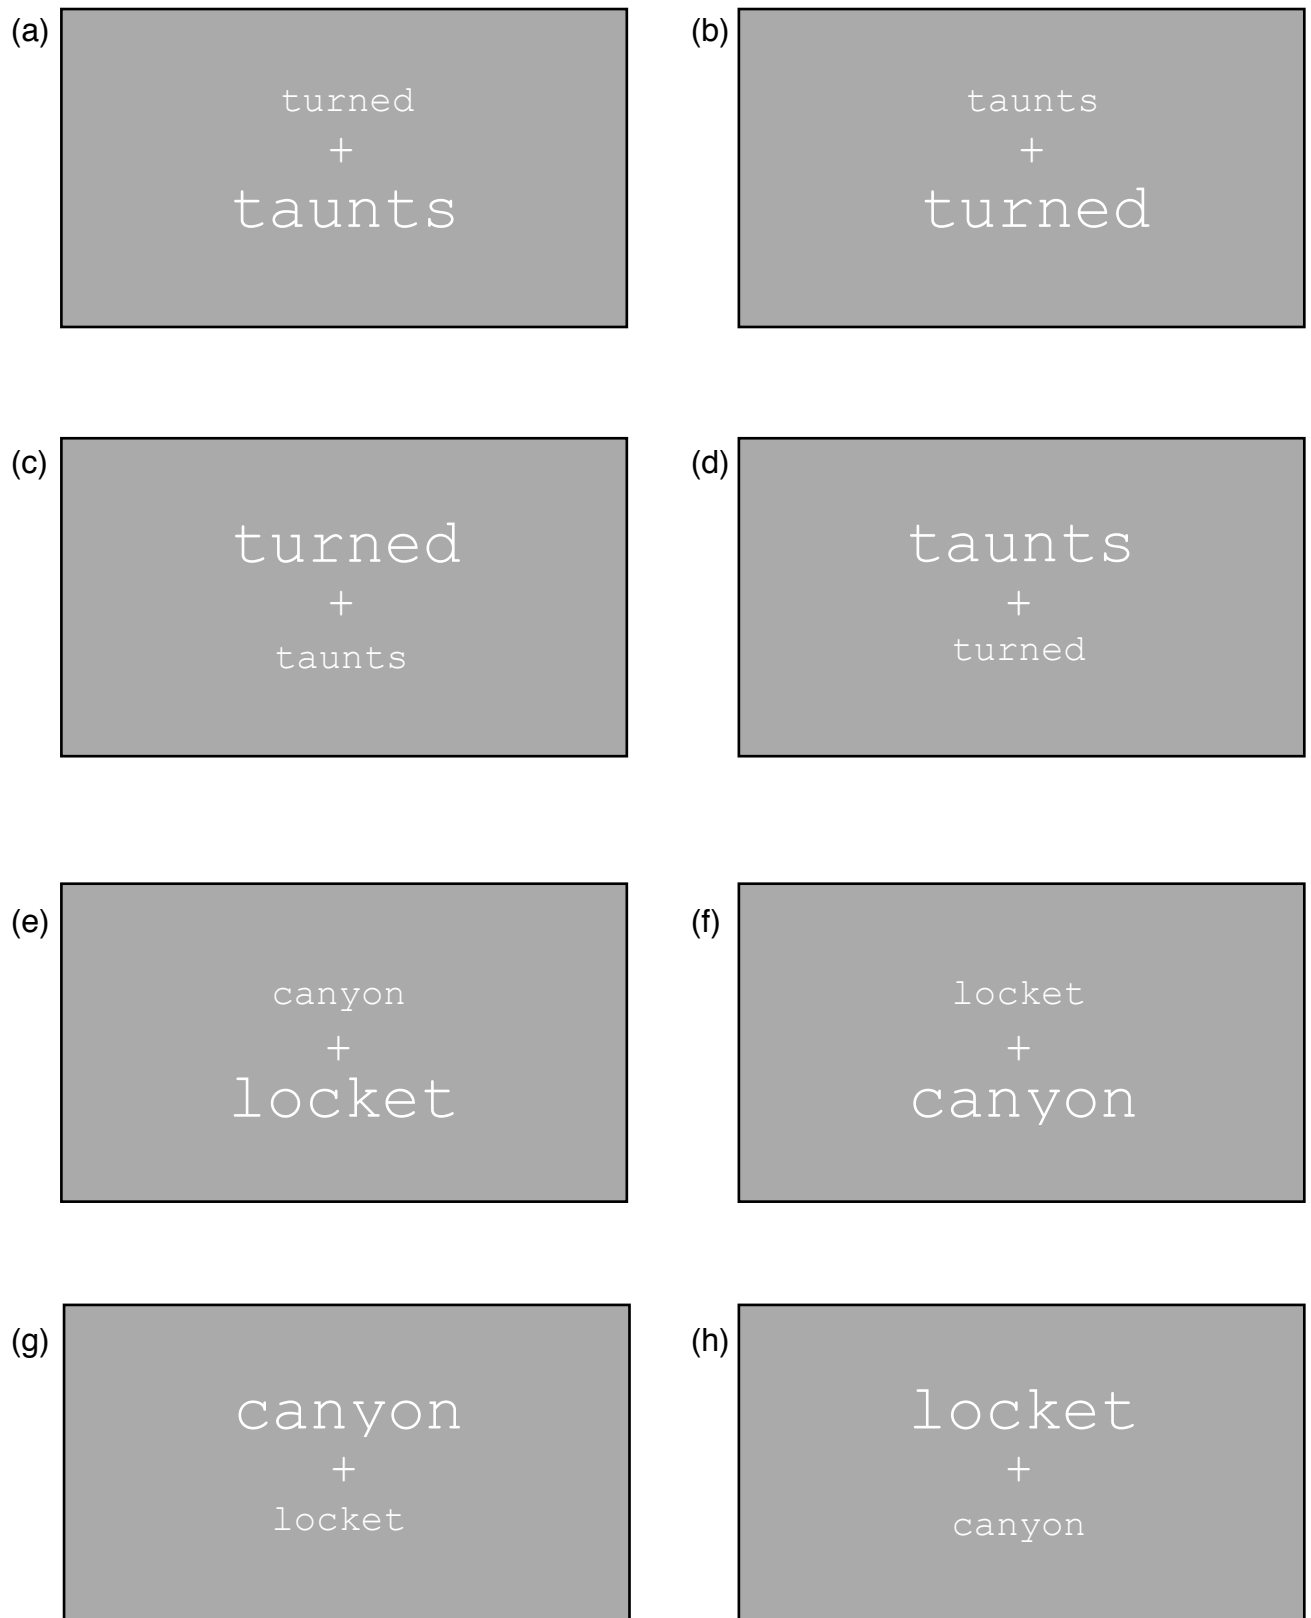 (a)
turned
+
taunts
(b)
taunts
+
turned
(c)
turned
+
taunts
(d)
taunts
+
turned
(e)
canyon
+
locket
(f)
locket
+
canyon
(g)
canyon
+
locket
(h)
locket
+
canyon